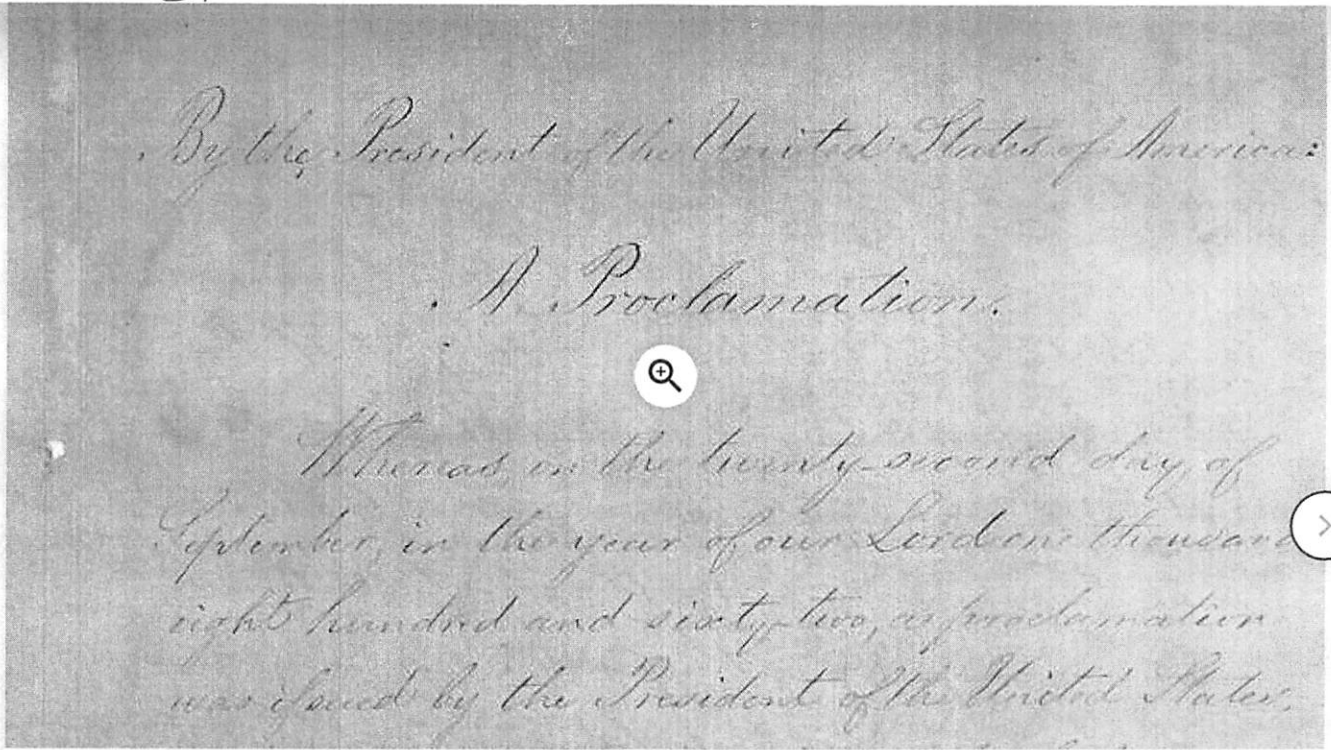 By the President of the United States of America:
A Proclamation.
Whereas, on the twenty-second day of
September, in the year of our Lord one thousand
eight hundred and sixty-two, a proclamation
was issued by the President of the United States,